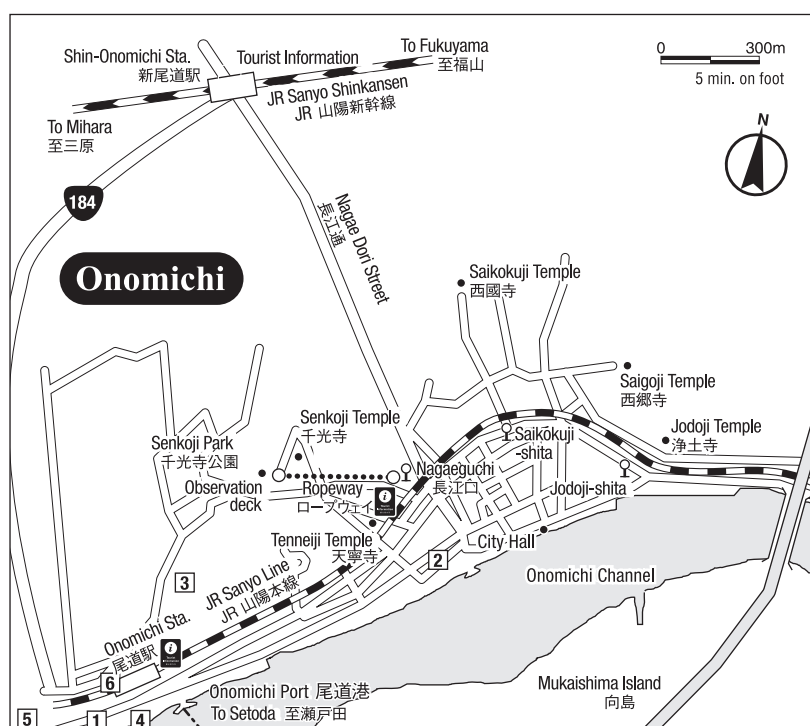 Shin-Onomichi Sta.
新尾道駅
Tourist Information
To Fukuyama
至福山
JR Sanyo Shinkansen
JR 山陽新幹線
To Mihara
至三原
0 300m
5 min. on foot
N
184
Onomichi
Nagae Dori Street
長江通
Saikokuji Temple
西國寺
Saigoji Temple
西郷寺
Jodoji Temple
浄土寺
Senkoji Temple
千光寺
Senkoji Park
千光寺公園
Saikokuji
-shita
Observation
deck
Ropeway
ロープウェイ
Nagaeguchi
長江口
Jodoji-shita
Tenneiji Temple
天寧寺
City Hall
2
Onomichi Channel
3
JR Sanyo Line
JR 山陽本線
Onomichi Sta.
尾道駅
6
5
1
4
Onomichi Port 尾道港
To Setoda 至瀬戸田
Mukaishima Island
向島